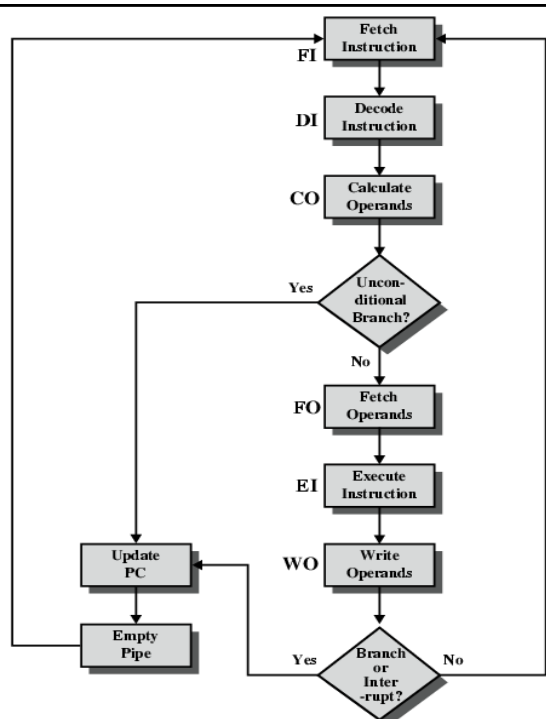 Fetch
Instruction
FI
Decode
Instruction
DI
Calculate
Operands
CO
Yes
Uncon-
ditional
Branch?
No
Fetch
Operands
FO
Execute
Instruction
EI
Update
PC
Write
Operands
WO
Empty
Pipe
Yes
Branch
or
Inter
-rupt?
No